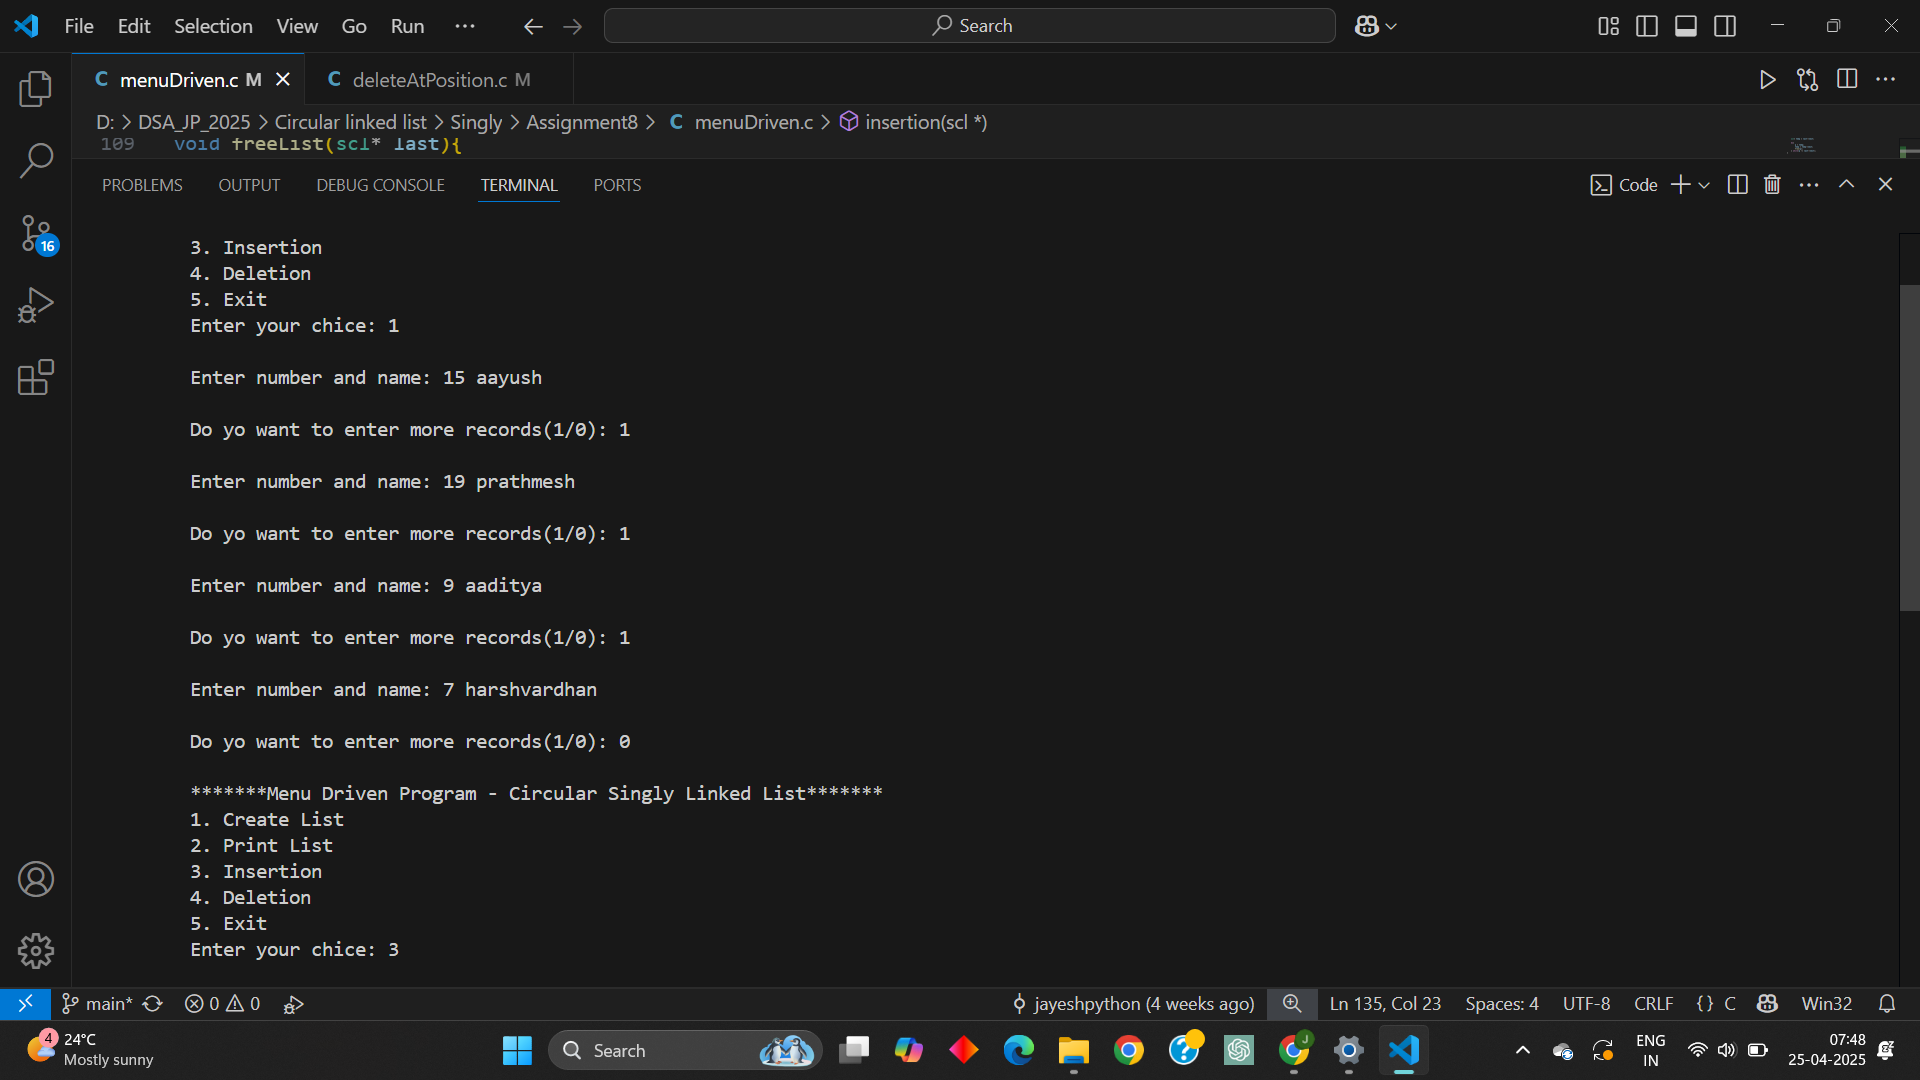 File Edit Selection View Go Run ... Search
C menuDriven.c M C deleteAtPosition.c M
D: > DSA_JP_2025 > Circular linked list > Singly > Assignment8 > C menuDriven.c > insertion(scl *)
109 void freeList(scl* last){
PROBLEMS OUTPUT DEBUG CONSOLE TERMINAL PORTS Code
3. Insertion
4. Deletion
5. Exit
Enter your chice: 1
Enter number and name: 15 aayush
Do yo want to enter more records(1/0): 1
Enter number and name: 19 prathmesh
Do yo want to enter more records(1/0): 1
Enter number and name: 9 aaditya
Do yo want to enter more records(1/0): 1
Enter number and name: 7 harshvardhan
Do yo want to enter more records(1/0): 0
*******Menu Driven Program - Circular Singly Linked List*******
1. Create List
2. Print List
3. Insertion
4. Deletion
5. Exit
Enter your chice: 3
16
main* 0 0 jayeshpython (4 weeks ago) Ln 135, Col 23 Spaces: 4 UTF-8 CRLF {} C Win32
4 24°C
Mostly sunny
Search
J
ENG
IN
07:48
25-04-2025